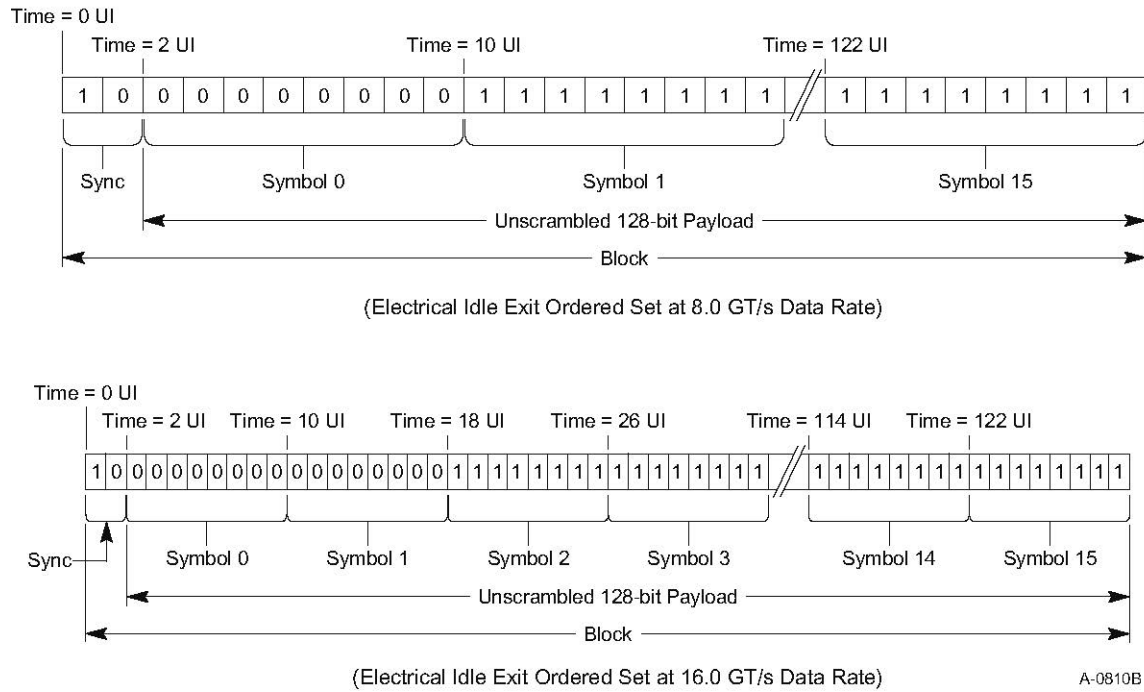 Time = 0 UI
Time = 2 UI Time = 10 UI Time = 122 UI
1 0 0 0 0 0 0 0 0 0 1 1 1 1 1 1 1 1 1 1 1 1 1 1 1 1
Sync Symbol 0 Symbol 1 Symbol 15
Unscrambled 128-bit Payload
Block
(Electrical Idle Exit Ordered Set at 8.0 GT/s Data Rate)
Time = 0 UI
Time = 2 UI Time = 10 UI Time = 18 UI Time = 26 UI Time = 114 UI Time = 122 UI
1 0 0 0 0 0 0 0 0 0 0 0 0 0 0 0 0 0 1 1 1 1 1 1 1 1 1 1 1 1 1 1 1 1 1 1 1 1 1 1 1 1 1 1 1 1 1 1 1 1
Sync Symbol 0 Symbol 1 Symbol 2 Symbol 3 Symbol 14 Symbol 15
Unscrambled 128-bit Payload
Block
(Electrical Idle Exit Ordered Set at 16.0 GT/s Data Rate) A-0810B